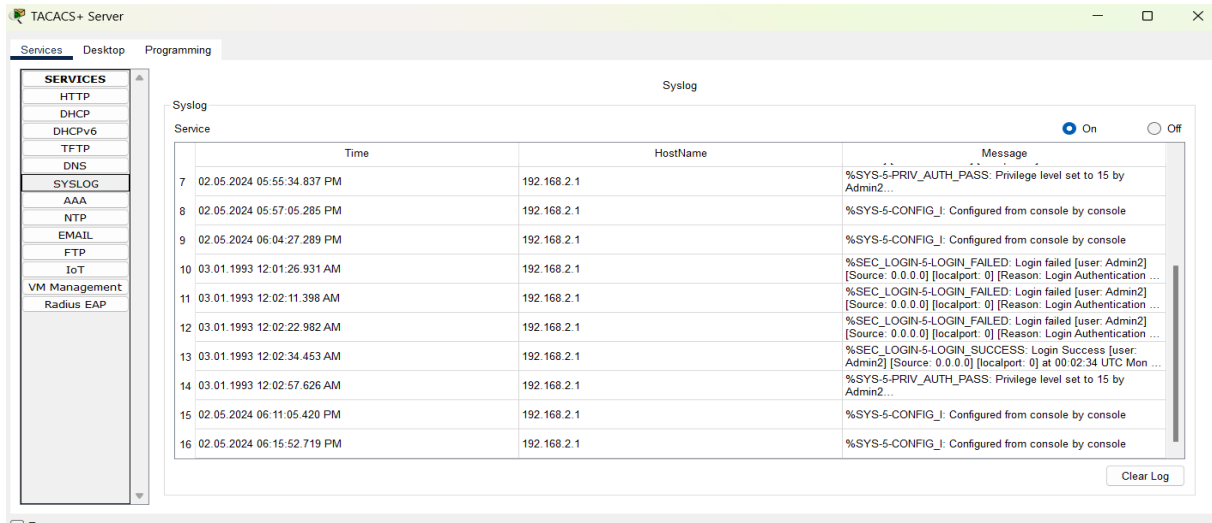 TACACS+ Server
Services Desktop Programming
SERVICES
HTTP
DHCP
DHCPv6
TFTP
DNS
SYSLOG
AAA
NTP
EMAIL
FTP
IoT
VM Management
Radius EAP
Syslog
Syslog
Service On Off
Time HostName Message
7 02.05.2024 05:55:34.837 PM 192.168.2.1 %SYS-5-PRIV_AUTH_PASS: Privilege level set to 15 by
Admin2...
8 02.05.2024 05:57:05.285 PM 192.168.2.1 %SYS-5-CONFIG_I: Configured from console by console
9 02.05.2024 06:04:27.289 PM 192.168.2.1 %SYS-5-CONFIG_I: Configured from console by console
10 03.01.1993 12:01:26.931 AM 192.168.2.1 %SEC_LOGIN-5-LOGIN_FAILED: Login failed [user: Admin2]
[Source: 0.0.0.0] [localport: 0] [Reason: Login Authentication ...
11 03.01.1993 12:02:11.398 AM 192.168.2.1 %SEC_LOGIN-5-LOGIN_FAILED: Login failed [user: Admin2]
[Source: 0.0.0.0] [localport: 0] [Reason: Login Authentication ...
12 03.01.1993 12:02:22.982 AM 192.168.2.1 %SEC_LOGIN-5-LOGIN_FAILED: Login failed [user: Admin2]
[Source: 0.0.0.0] [localport: 0] [Reason: Login Authentication ...
13 03.01.1993 12:02:34.453 AM 192.168.2.1 %SEC_LOGIN-5-LOGIN_SUCCESS: Login Success [user:
Admin2] [Source: 0.0.0.0] [localport: 0] at 00:02:34 UTC Mon ...
14 03.01.1993 12:02:57.626 AM 192.168.2.1 %SYS-5-PRIV_AUTH_PASS: Privilege level set to 15 by
Admin2...
15 02.05.2024 06:11:05.420 PM 192.168.2.1 %SYS-5-CONFIG_I: Configured from console by console
16 02.05.2024 06:15:52.719 PM 192.168.2.1 %SYS-5-CONFIG_I: Configured from console by console
Clear Log